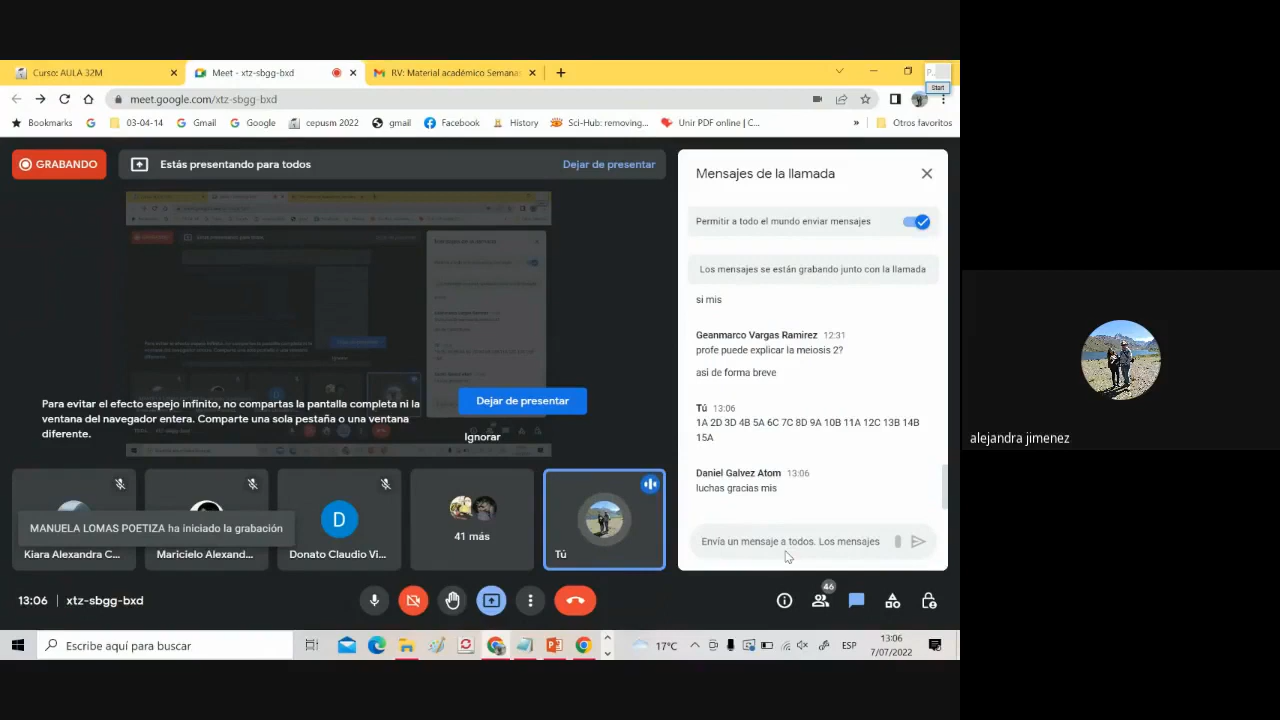 Curso: AULA 32M
Meet - xtz-sbgg-bxd
RV: Material académico Semana
Start
meet.google.com/xtz-sbgg-bxd
Bookmarks
03-04-14
Gmail
Google
cepusm 2022
gmail
Facebook
History
Sci-Hub: removing...
Unir PDF online | C...
»
Otros favoritos
GRABANDO
Estás presentando para todos
Dejar de presentar
Mensajes de la llamada
Permitir a todo el mundo enviar mensajes
Los mensajes se están grabando junto con la llamada
si mis
Geanmarco Vargas Ramirez 12:31
profe puede explicar la meiosis 2?
asi de forma breve
Tú 13:06
1A 2D 3D 4B 5A 6C 7C 8D 9A 10B 11A 12C 13B 14B
15A
Daniel Galvez Atom 13:06
luchas gracias mis
Envía un mensaje a todos. Los mensajes
Para evitar el efecto espejo infinito, no compartas la pantalla completa ni la
ventana del navegador entera. Comparte una sola pestaña o una ventana
diferente.
Dejar de presentar
Ignorar
MANUELA LOMAS POETIZA ha iniciado la grabación
Kiara Alexandra C...
Maricielo Alexand...
D
Donato Claudio Vi...
41 más
Tú
13:06 | xtz-sbgg-bxd
46
Escribe aquí para buscar
17°C
ESP
13:06
7/07/2022
alejandra jimenez